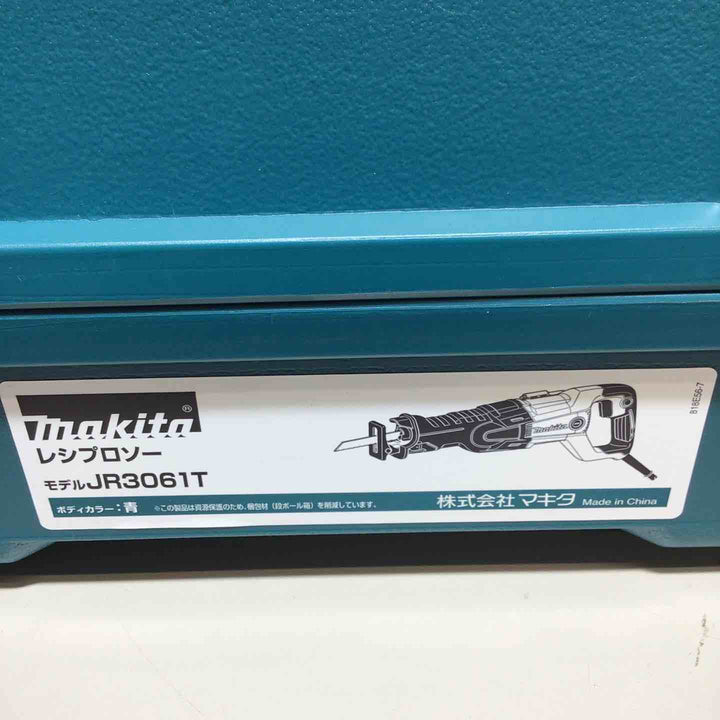 makita®
レシプロソー
モデルJR3061T
makita
818E56-7
ボディカラー:青 ※この製品は資源保護のため、梱包材(段ボール箱)を削減しています。
株式会社マキタ Made in China